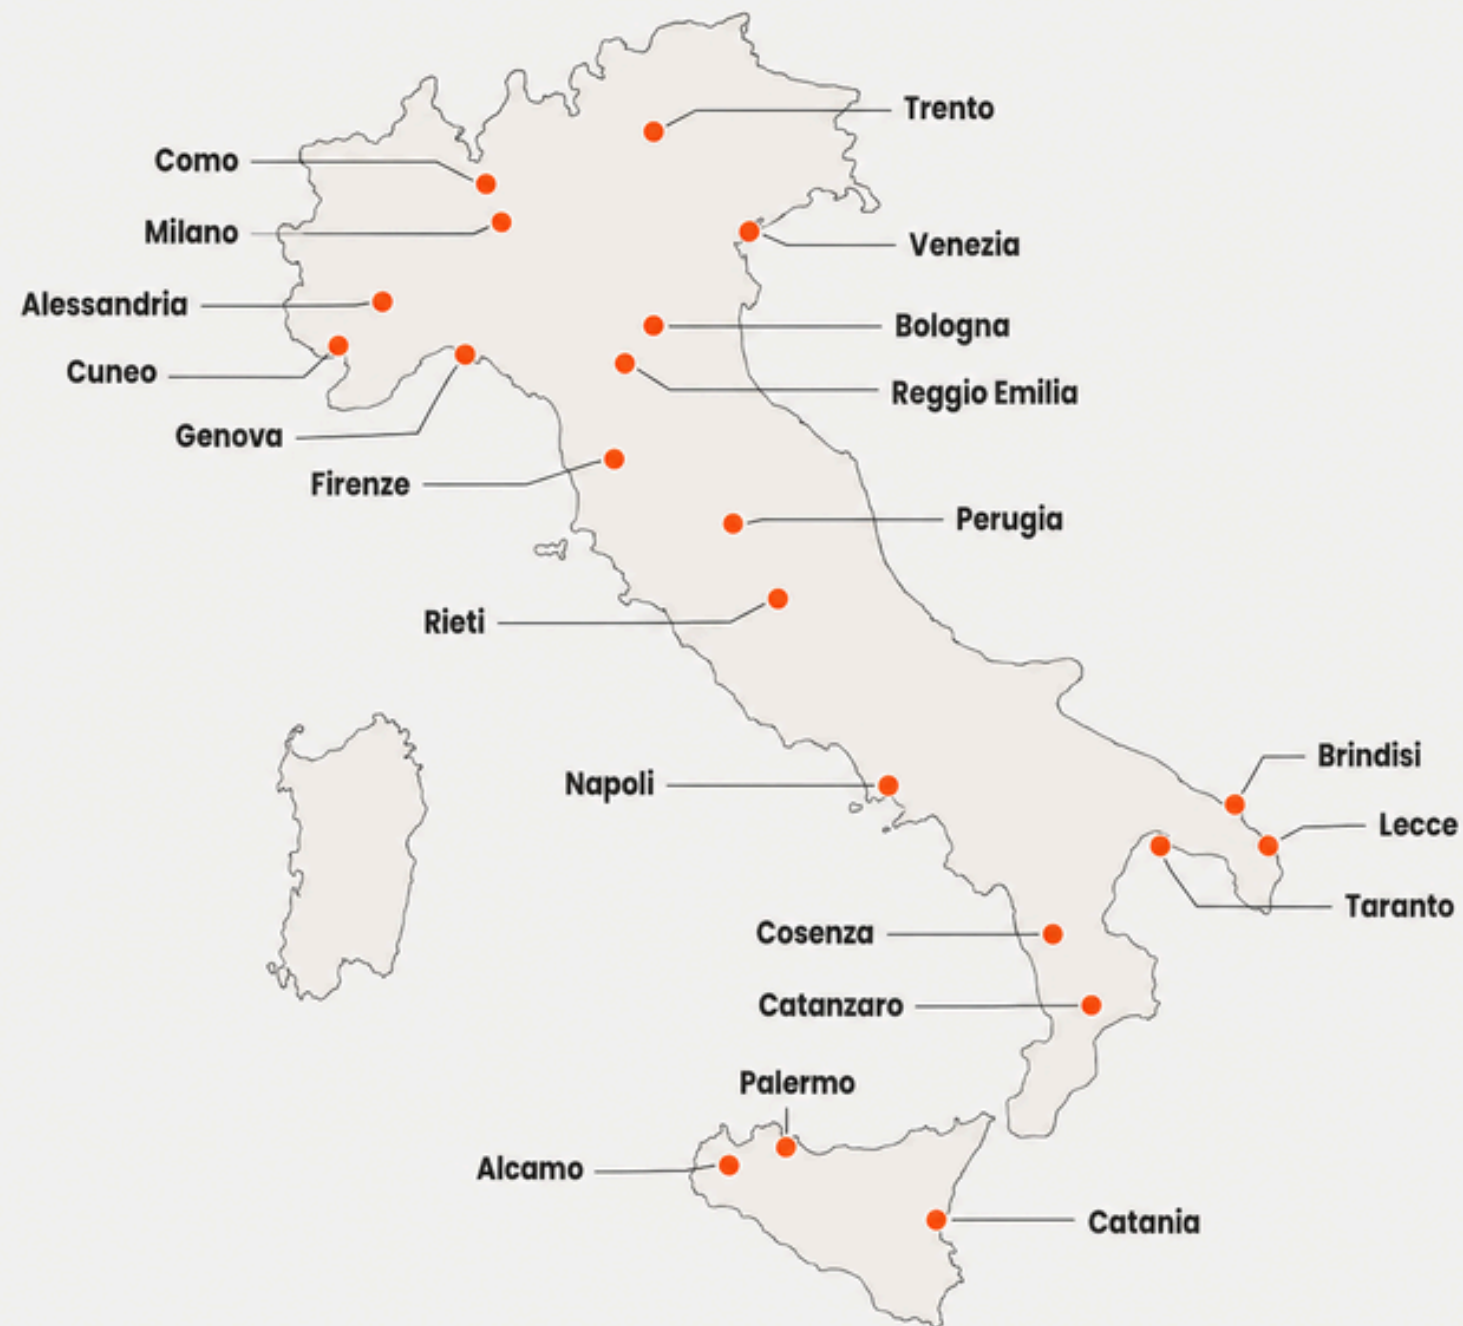 Trento
Como
Milano
Venezia
Alessandria
Bologna
Cuneo
Reggio Emilia
Genova
Firenze
Perugia
Rieti
Brindisi
Napoli
Lecce
Taranto
Cosenza
Catanzaro
Palermo
Alcamo
Catania